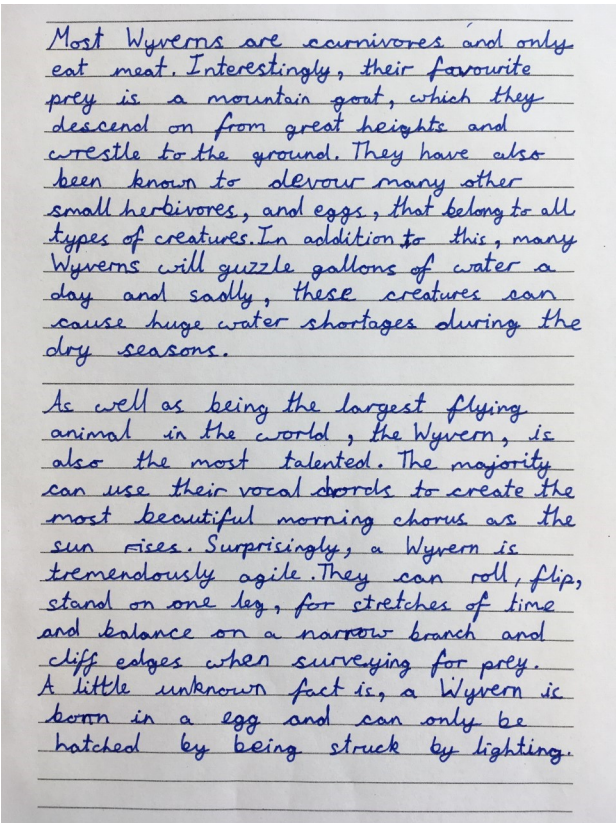 Most Wyverns are carnivores and only
eat meat. Interestingly, their favourite
prey is a mountain goat, which they
descend on from great heights and
wrestle to the ground. They have also
been known to devour many other
small herbivores, and eggs, that belong to all
types of creatures. In addition to this, many
Wyverns will guzzle gallons of water a
day and sadly, these creatures can
cause huge water shortages during the
dry seasons.
As well as being the largest flying
animal in the world, the Wyvern, is
also the most talented. The majority
can use their vocal chords to create the
most beautiful morning chorus as the
sun rises. Surprisingly, a Wyvern is
tremendously agile. They can roll, flip,
stand on one leg, for stretches of time
and balance on a narrow branch and
cliff edges when surveying for prey.
A little unknown fact is, a Wyvern is
born in a egg and can only be
hatched by being struck by lighting.